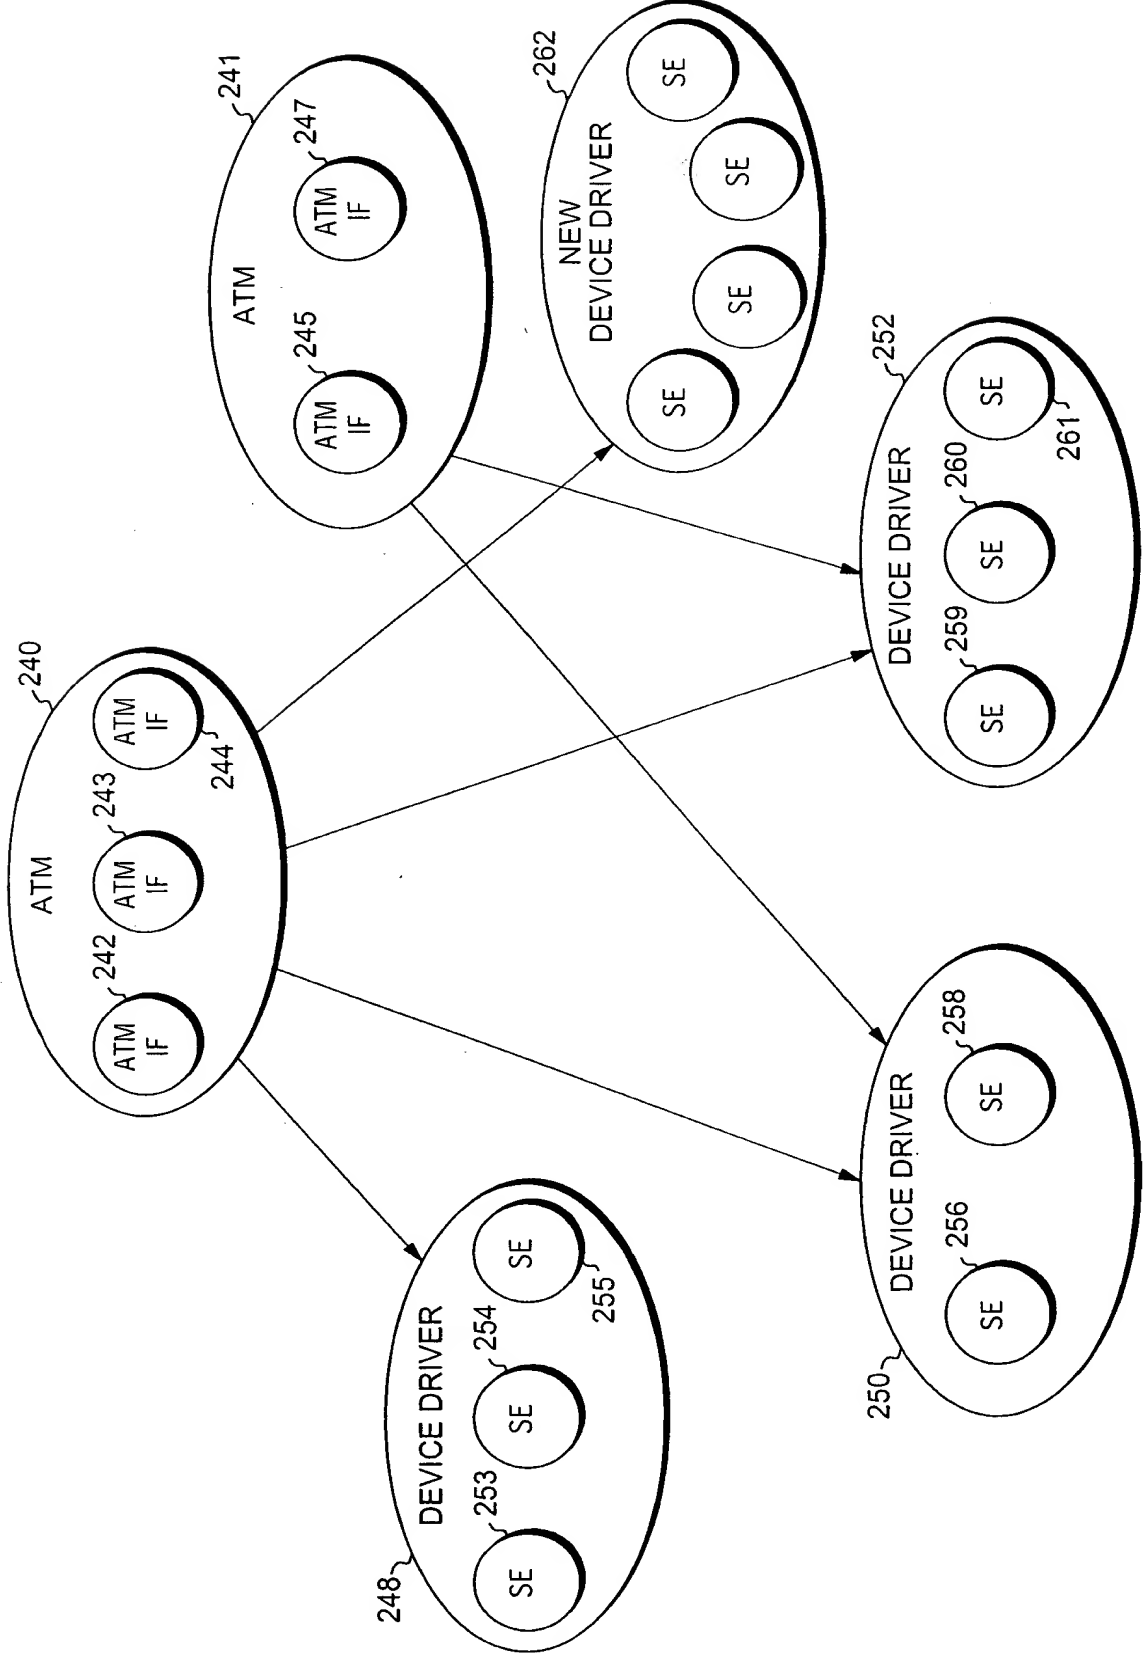 ATM
240
242
ATM
IF
243
ATM
IF
244
ATM
IF
ATM
241
245
ATM
IF
247
ATM
IF
248
DEVICE DRIVER
253
SE
254
SE
255
SE
NEW
DEVICE DRIVER
262
SE
SE
SE
SE
250
DEVICE DRIVER
256
SE
258
SE
DEVICE DRIVER
252
259
SE
260
SE
261
SE